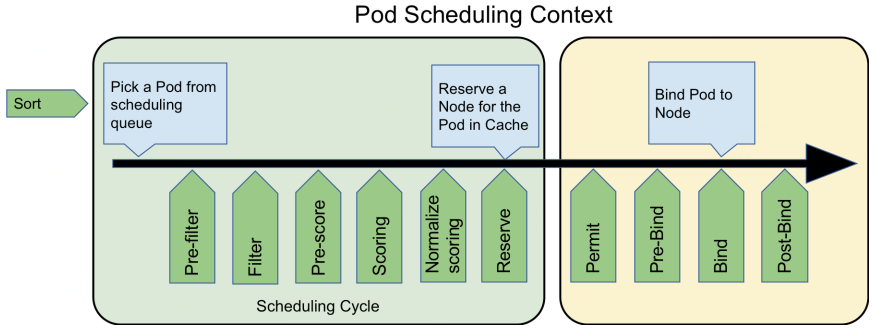 Pod Scheduling Context
Sort
Pick a Pod from
scheduling
queue
Reserve a
Node for the
Pod in Cache
Bind Pod to
Node
Pre-filter
Filter
Pre-score
Scoring
Normalize
scoring
Reserve
Permit
Pre-Bind
Bind
Post-Bind
Scheduling Cycle